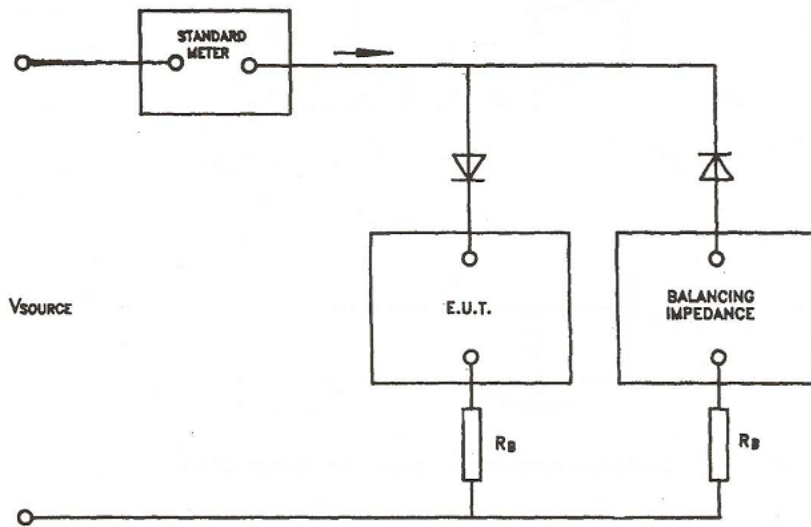 STANDARD
METER
VSOURCE
E.U.T.
BALANCING
IMPEDANCE
RB
RB